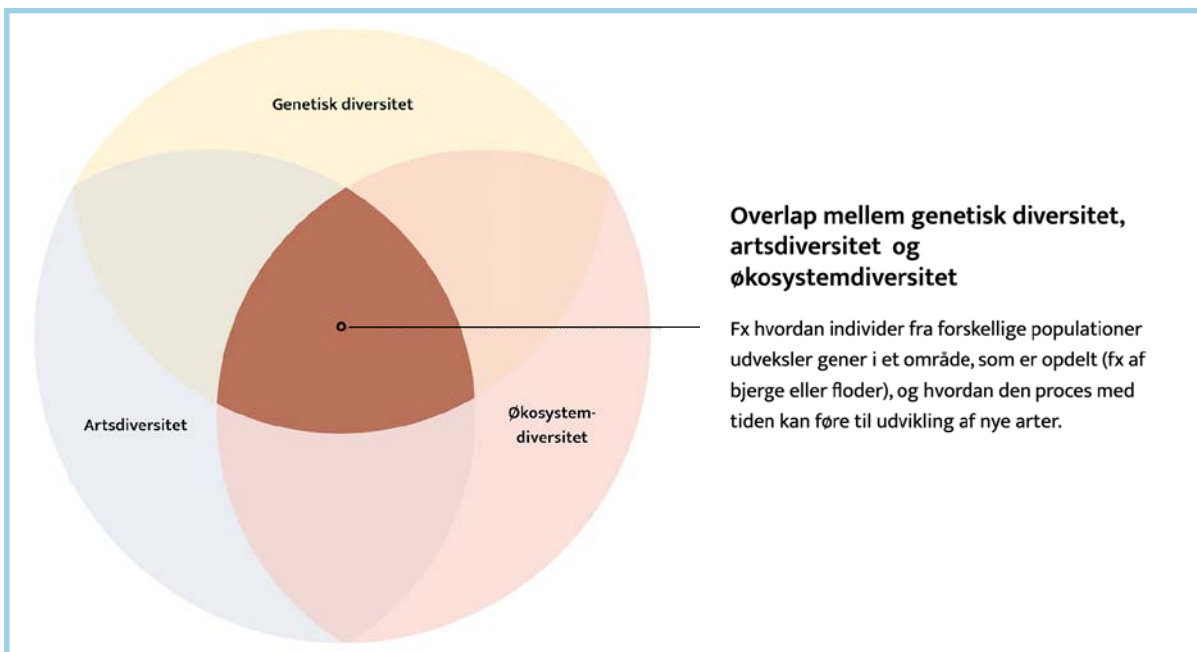 Genetisk diversitet
Artsdiversitet
Økosystem-
diversitet
Overlap mellem genetisk diversitet,
artsdiversitet og
økosystemdiversitet
Fx hvordan individer fra forskellige populationer
udveksler gener i et område, som er opdelt (fx af
bjerge eller floder), og hvordan den proces med
tiden kan føre til udvikling af nye arter.